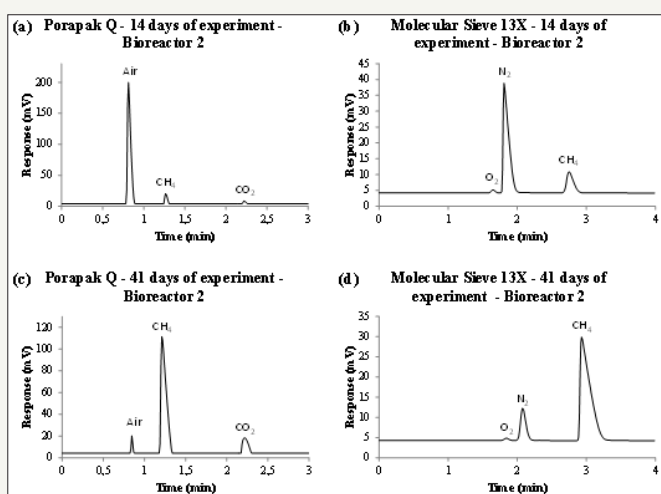 (a) Porapak Q - 14 days of experiment -
Bioreactor 2
Response (mV)
200
150
100
50
0
Air
CH4
CO2
0 0,5 1 1,5 2 2,5 3
Time (min)
(b) Molecular Sieve 13X - 14 days of
experiment - Bioreactor 2
Response (mV)
45
40
35
30
25
20
15
10
5
0
O2
N2
CH4
0 1 2 3 4
Time (min)
(c) Porapak Q - 41 days of experiment -
Bioreactor 2
Response (mV)
120
100
80
60
40
20
0
Air
CH4
CO2
0 0,5 1 1,5 2 2,5 3
Time (min)
(d) Molecular Sieve 13X - 41 days of
experiment - Bioreactor 2
Response (mV)
35
30
25
20
15
10
5
0
O2
N2
CH4
0 1 2 3 4
Time (min)